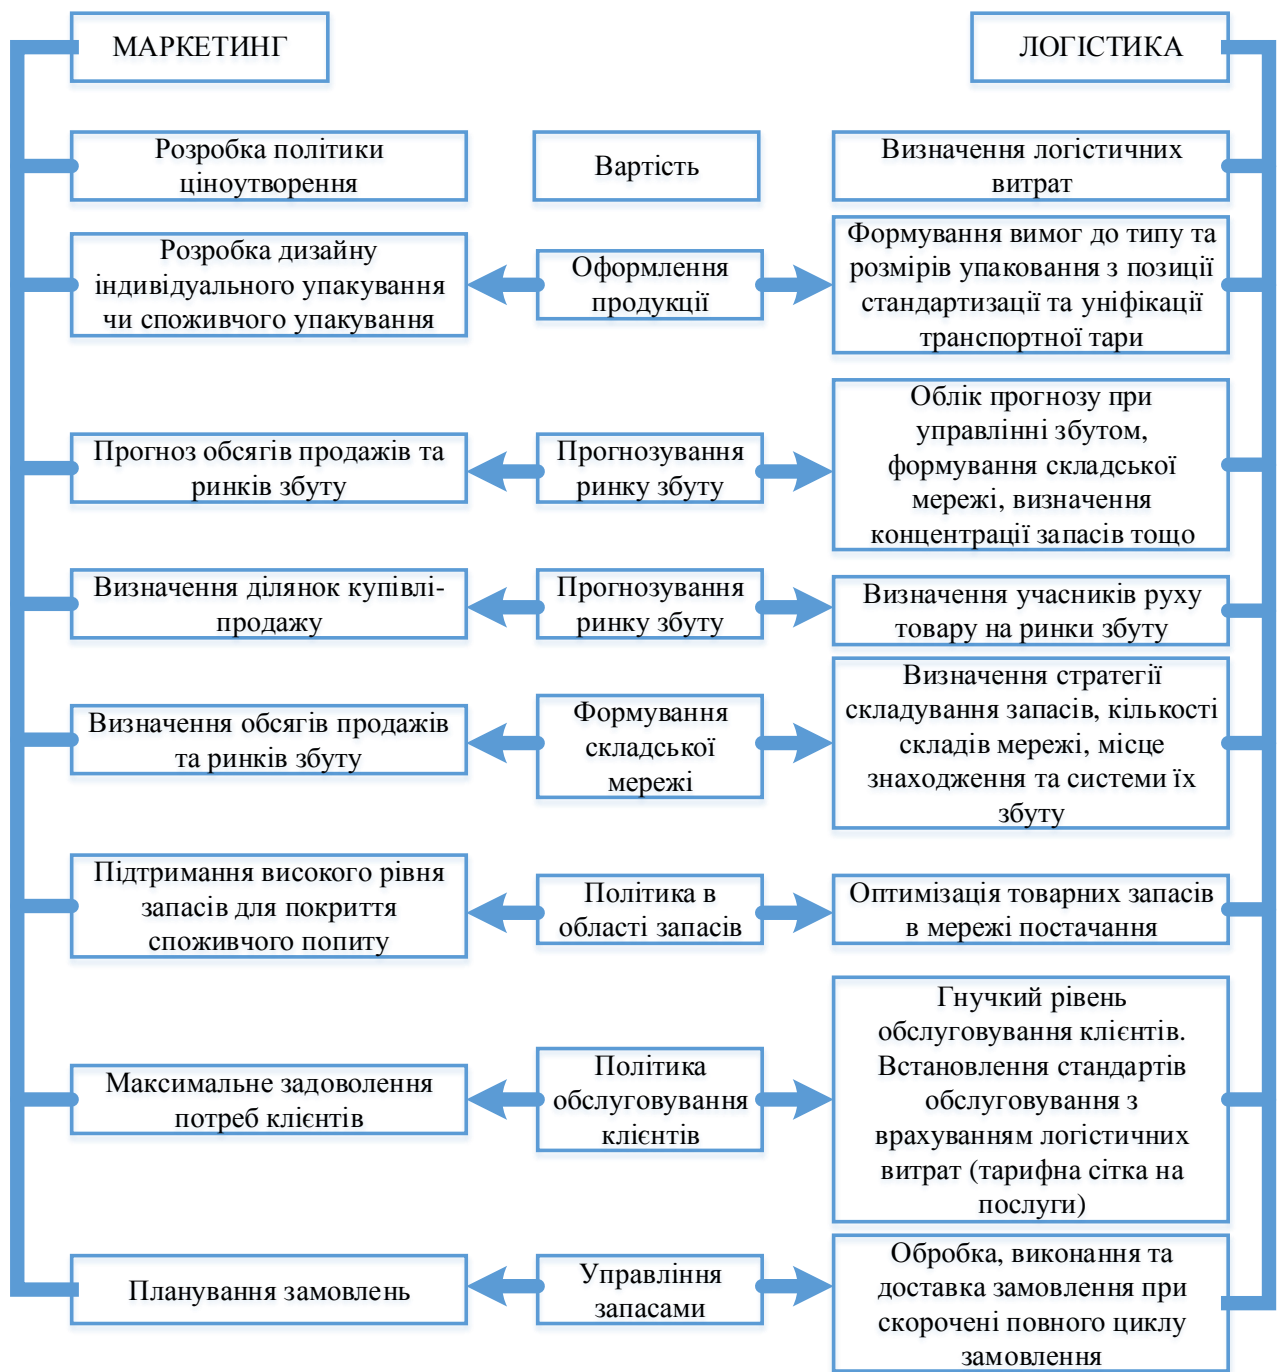 МАРКЕТИНГ
ЛОГІСТИКА
Розробка політики
ціноутворення
Вартість
Визначення логістичних
витрат
Розробка дизайну
індивідуального упакування
чи споживчого упакування
Оформлення
продукції
Формування вимог до типу та
розмірів упаковання з позиції
стандартизації та уніфікації
транспортної тари
Прогноз обсягів продажів та
ринків збуту
Прогнозування
ринку збуту
Облік прогнозу при
управлінні збутом,
формування складської
мережі, визначення
концентрації запасів тощо
Визначення ділянок купівлі-
продажу
Прогнозування
ринку збуту
Визначення учасників руху
товару на ринки збуту
Визначення обсягів продажів
та ринків збуту
Формування
складської
мережі
Визначення стратегії
складування запасів, кількості
складів мережі, місце
знаходження та системи їх
збуту
Підтримання високого рівня
запасів для покриття
споживчого попиту
Політика в
області запасів
Оптимізація товарних запасів
в мережі постачання
Максимальне задоволення
потреб клієнтів
Політика
обслуговування
клієнтів
Гнучкий рівень
обслуговування клієнтів.
Встановлення стандартів
обслуговування з
врахуванням логістичних
витрат (тарифна сітка на
послуги)
Планування замовлень
Управління
запасами
Обробка, виконання та
доставка замовлення при
скорочені повного циклу
замовлення